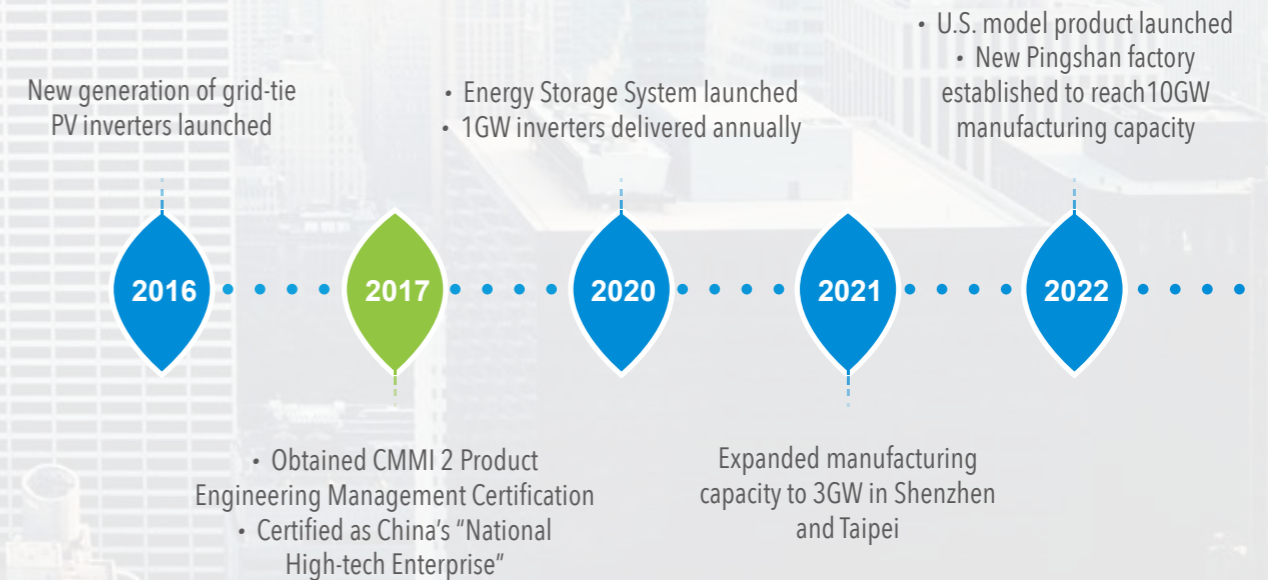 New generation of grid-tie
PV inverters launched
• Energy Storage System launched
• 1GW inverters delivered annually
• U.S. model product launched
• New Pingshan factory
established to reach10GW
manufacturing capacity
2016
2017
2020
2021
2022
• Obtained CMMI 2 Product
Engineering Management Certification
• Certified as China's “National
High-tech Enterprise”
Expanded manufacturing
capacity to 3GW in Shenzhen
and Taipei